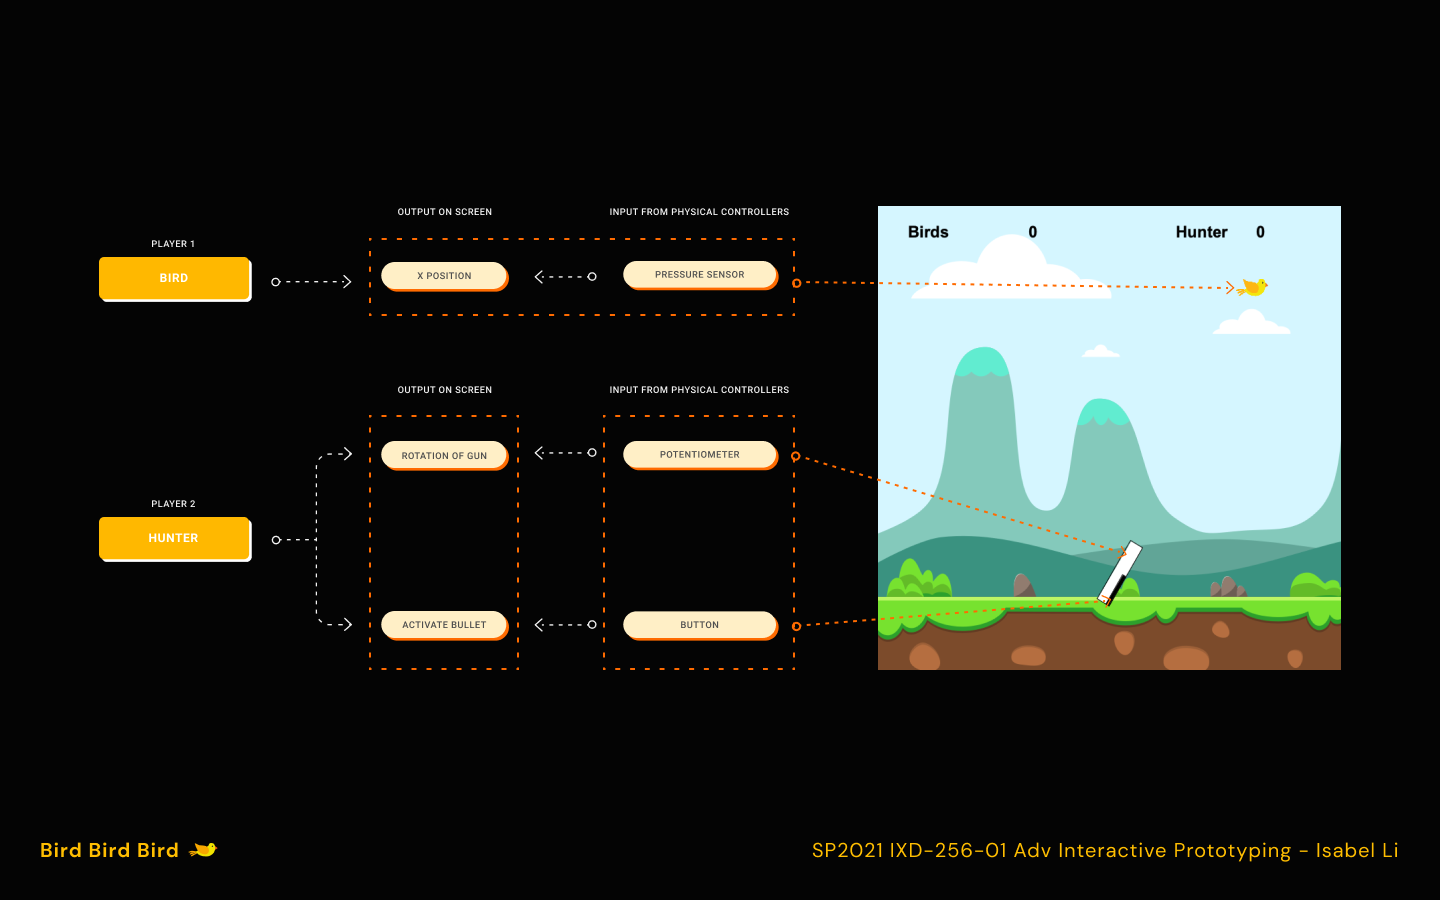 OUTPUT ON SCREEN
INPUT FROM PHYSICAL CONTROLLERS
PLAYER 1
BIRD
X POSITION
PRESSURE SENSOR
Birds 0 Hunter 0
OUTPUT ON SCREEN
INPUT FROM PHYSICAL CONTROLLERS
PLAYER 2
HUNTER
ROTATION OF GUN
POTENTIOMETER
ACTIVATE BULLET
BUTTON
Bird Bird Bird
SP2021 IXD-256-01 Adv Interactive Prototyping - Isabel Li